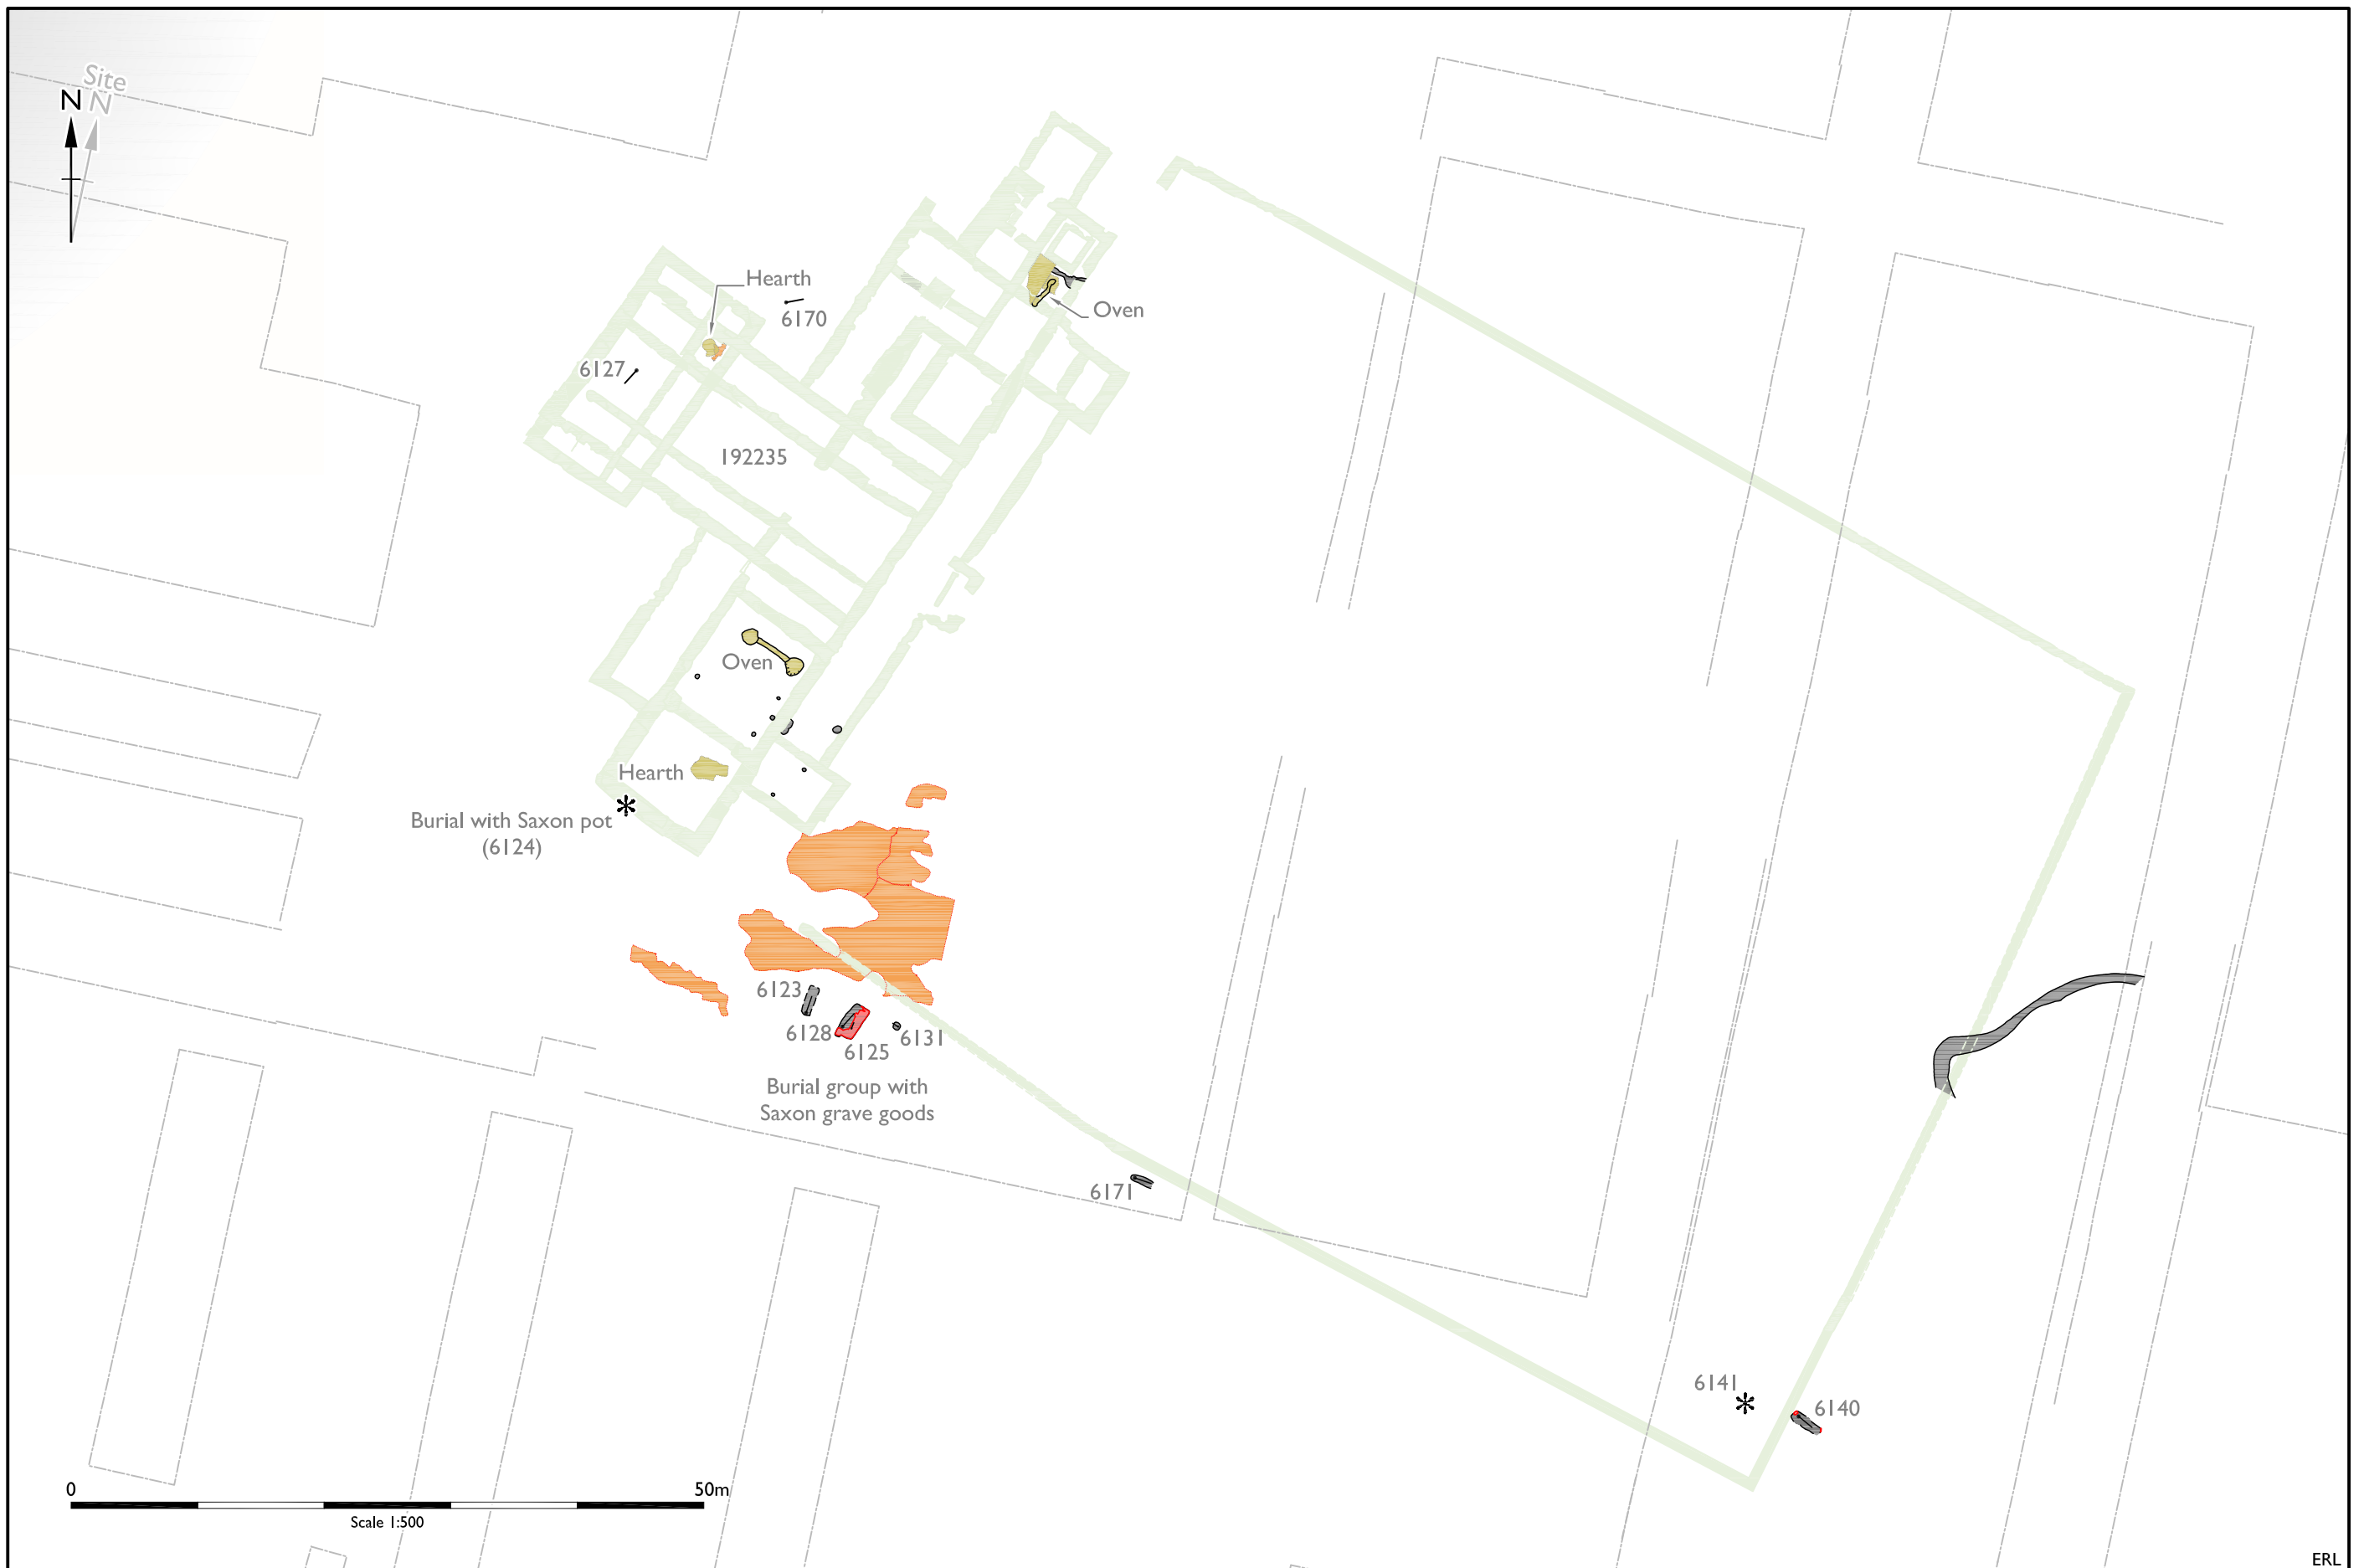 Site
N
N
Hearth
6170
Oven
6127
192235
Oven
Hearth
Burial with Saxon pot
(6124)
6123
6128
6131
6125
Burial group with
Saxon grave goods
6171
6141
6140
0
50m
Scale 1:500
ERL